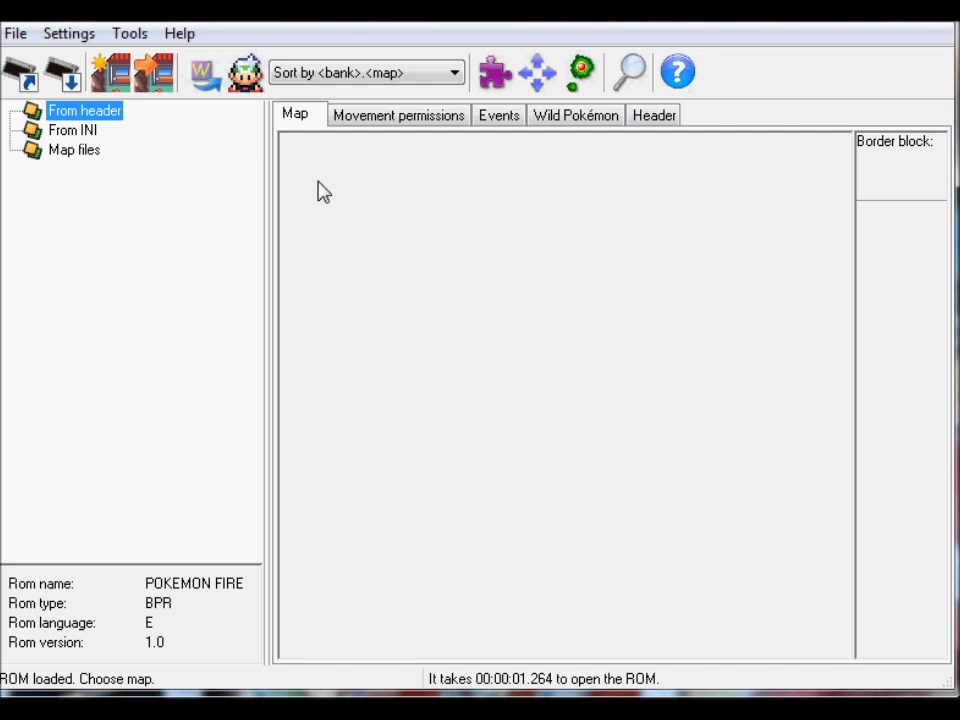 File Settings Tools Help
W Sort by <bank>.<map> ?
From header
From INI
Map files
Map Movement permissions Events Wild Pokémon Header
Border block:
Rom name: POKEMON FIRE
Rom type: BPR
Rom language: E
Rom version: 1.0
ROM loaded. Choose map. It takes 00:00:01.264 to open the ROM.